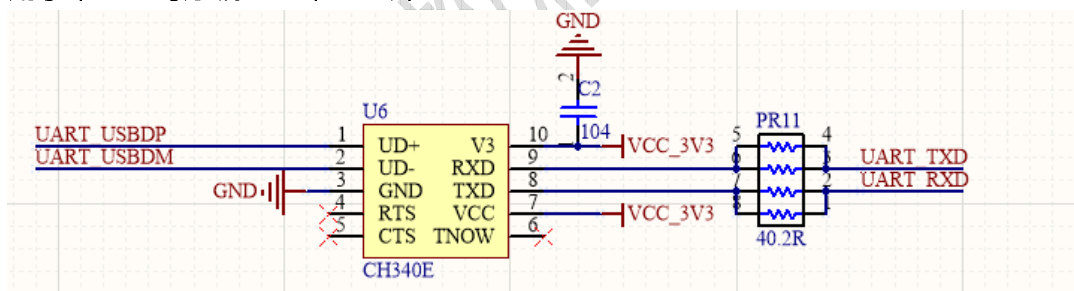 GND
2
C2
U6
PR11
UART_USBDP
1
UD+
V3
10
1
104
VCC_3V3
5
4
UART_USBDM
2
UD-
RXD
9
6
3
UART_TXD
GND
3
GND
TXD
8
7
2
UART_RXD
4
RTS
VCC
7
VCC_3V3
8
1
5
CTS
TNOW
6
40.2R
CH340E